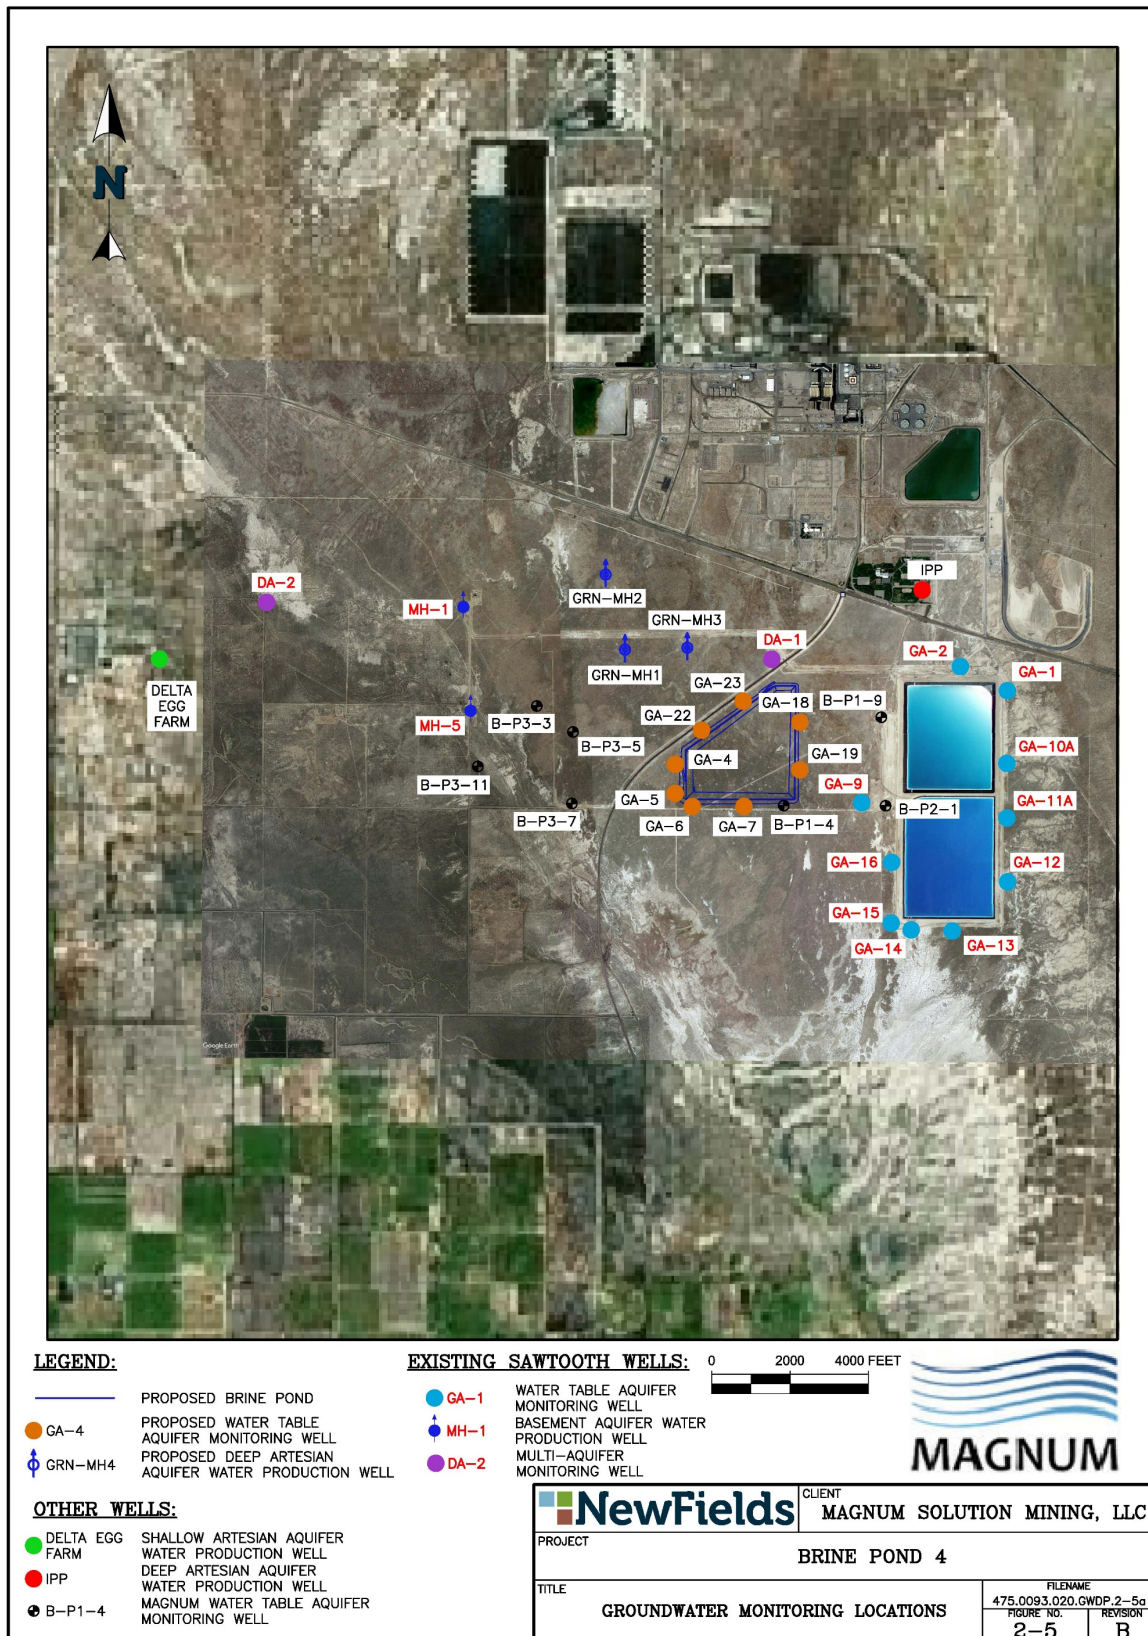 N
IPP
DA-2
MH-1
GRN-MH2
GRN-MH3
DA-1
GA-2
GA-1
DELTA
EGG
FARM
GRN-MH1
GA-23
GA-18
B-P1-9
MH-5
B-P3-3
GA-22
B-P3-5
GA-4
GA-19
GA-10A
B-P3-11
GA-5
GA-9
GA-11A
B-P3-7
GA-6
GA-7
B-P1-4
B-P2-1
GA-16
GA-12
GA-15
GA-14
GA-13
Google Earth
LEGEND:
PROPOSED BRINE POND
GA-4 PROPOSED WATER TABLE
AQUIFER MONITORING WELL
GRN-MH4 PROPOSED DEEP ARTESIAN
AQUIFER WATER PRODUCTION WELL
EXISTING SAWTOOTH WELLS:
GA-1 WATER TABLE AQUIFER
MONITORING WELL
MH-1 BASEMENT AQUIFER WATER
PRODUCTION WELL
DA-2 MULTI-AQUIFER
MONITORING WELL
0 2000 4000 FEET
MAGNUM
OTHER WELLS:
DELTA EGG FARM SHALLOW ARTESIAN AQUIFER
WATER PRODUCTION WELL
IPP DEEP ARTESIAN AQUIFER
WATER PRODUCTION WELL
B-P1-4 MAGNUM WATER TABLE AQUIFER
MONITORING WELL
NewFields
CLIENT
MAGNUM SOLUTION MINING, LLC
PROJECT
BRINE POND 4
TITLE
GROUNDWATER MONITORING LOCATIONS
FILENAME
475.0093.020.GWDP.2-5a
FIGURE NO.
2-5
REVISION
B